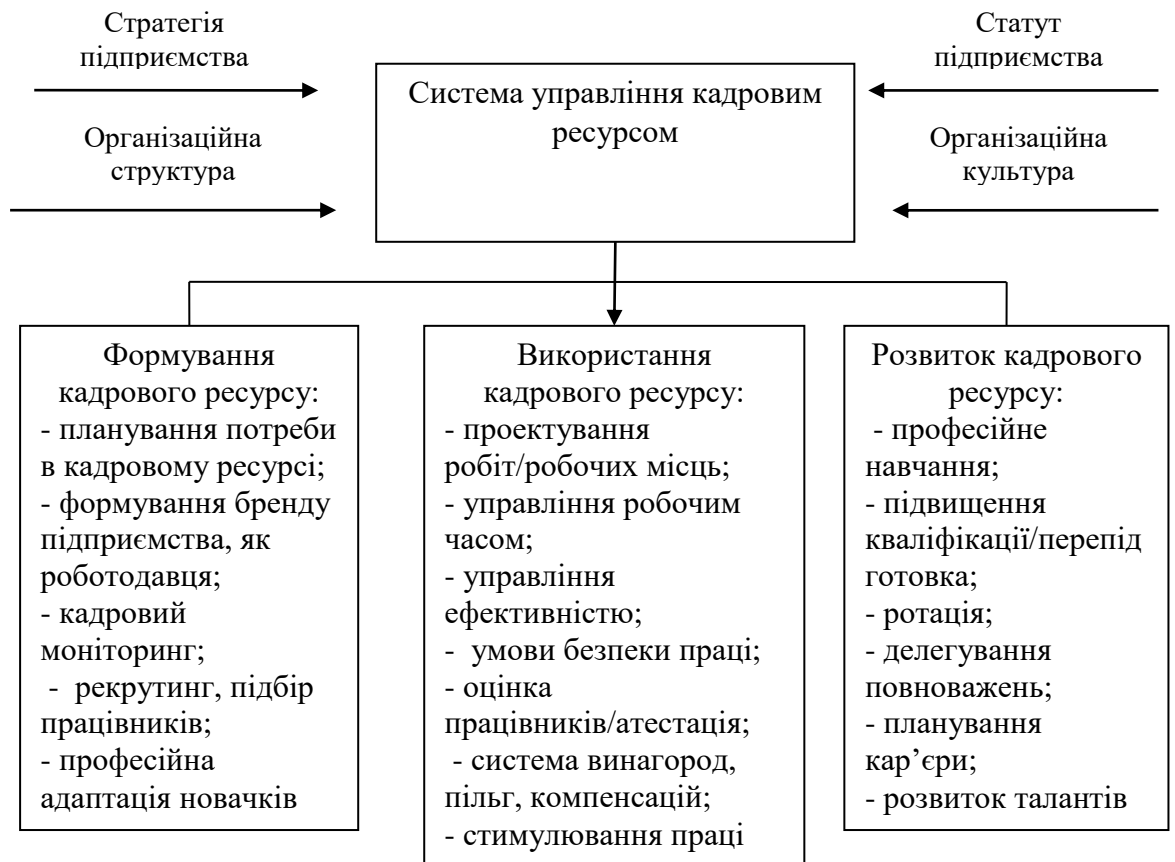 Стратегія
підприємства
Статут
підприємства
Система управління кадровим
ресурсом
Організаційна
структура
Організаційна
культура
Формування
кадрового ресурсу:
- планування потреби
в кадровому ресурсі;
- формування бренду
підприємства, як
роботодавця;
- кадровий
моніторинг;
- рекрутинг, підбір
працівників;
- професійна
адаптація новачків
Використання
кадрового ресурсу:
- проектування
робіт/робочих місць;
- управління робочим
часом;
- управління
ефективністю;
- умови безпеки праці;
- оцінка
працівників/атестація;
- система винагород,
пільг, компенсацій;
- стимулювання праці
Розвиток кадрового
ресурсу:
- професійне
навчання;
- підвищення
кваліфікації/перепід
готовка;
- ротація;
- делегування
повноважень;
- планування
кар’єри;
- розвиток талантів